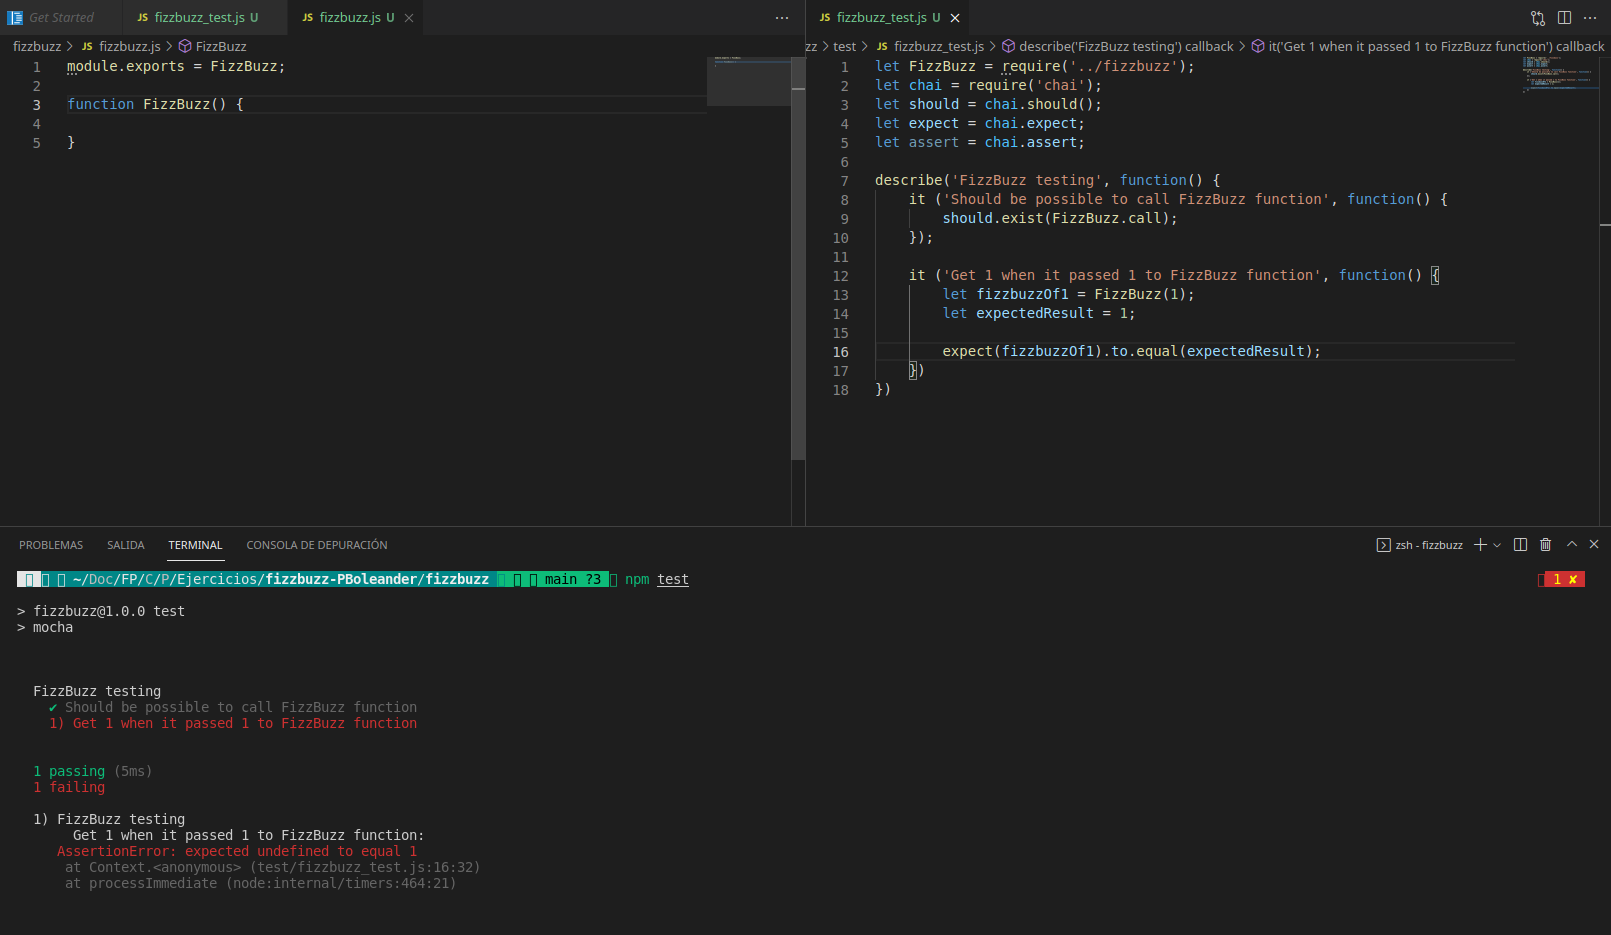 Get Started
JS fizzbuzz_test.js U
JS fizzbuzz.js U
fizzbuzz > JS fizzbuzz.js > FizzBuzz
1 module.exports = FizzBuzz;
2
3 function FizzBuzz() {
4
5 }
JS fizzbuzz_test.js U
zz > test > JS fizzbuzz_test.js > describe('FizzBuzz testing') callback > it('Get 1 when it passed 1 to FizzBuzz function') callback
1 let FizzBuzz = require('../fizzbuzz');
2 let chai = require('chai');
3 let should = chai.should();
4 let expect = chai.expect;
5 let assert = chai.assert;
6
7 describe('FizzBuzz testing', function() {
8 it ('Should be possible to call FizzBuzz function', function() {
9 should.exist(FizzBuzz.call);
10 });
11
12 it ('Get 1 when it passed 1 to FizzBuzz function', function() {
13 let fizzbuzzOf1 = FizzBuzz(1);
14 let expectedResult = 1;
15
16 expect(fizzbuzzOf1).to.equal(expectedResult);
17 })
18 })
PROBLEMAS SALIDA TERMINAL CONSOLA DE DEPURACIÓN
zsh - fizzbuzz
~/Doc/FP/C/P/Ejercicios/fizzbuzz-PBoleander/fizzbuzz main ?3 npm test 1 ✘
> fizzbuzz@1.0.0 test
> mocha
FizzBuzz testing
✔ Should be possible to call FizzBuzz function
1) Get 1 when it passed 1 to FizzBuzz function
1 passing (5ms)
1 failing
1) FizzBuzz testing
Get 1 when it passed 1 to FizzBuzz function:
AssertionError: expected undefined to equal 1
at Context.<anonymous> (test/fizzbuzz_test.js:16:32)
at processImmediate (node:internal/timers:464:21)